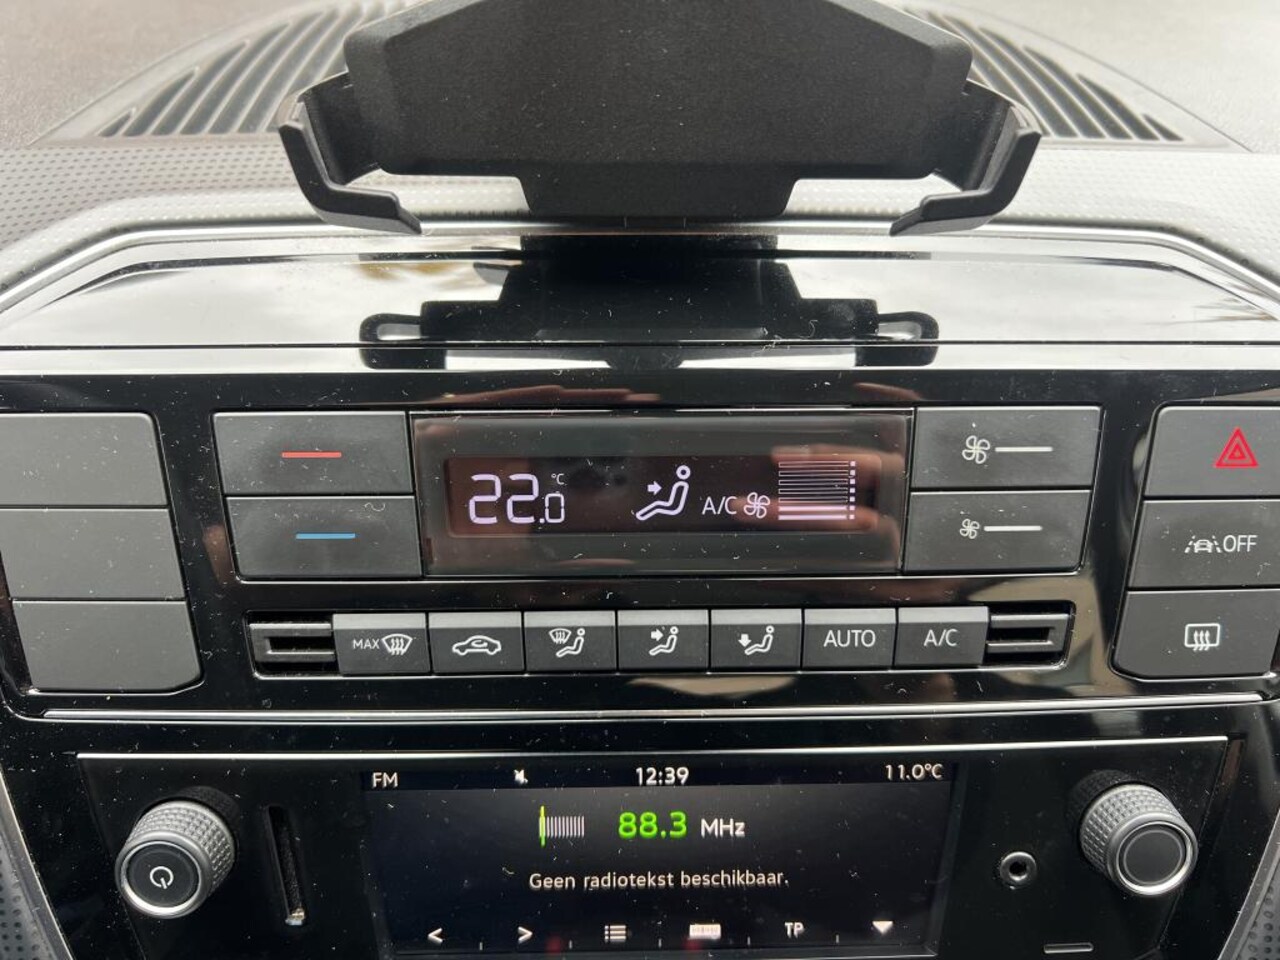 22.0 °C A/C
OFF
MAX AUTO A/C
FM 12:39 11.0°C
88.3 MHz
Geen radiotekst beschikbaar.
< > TP